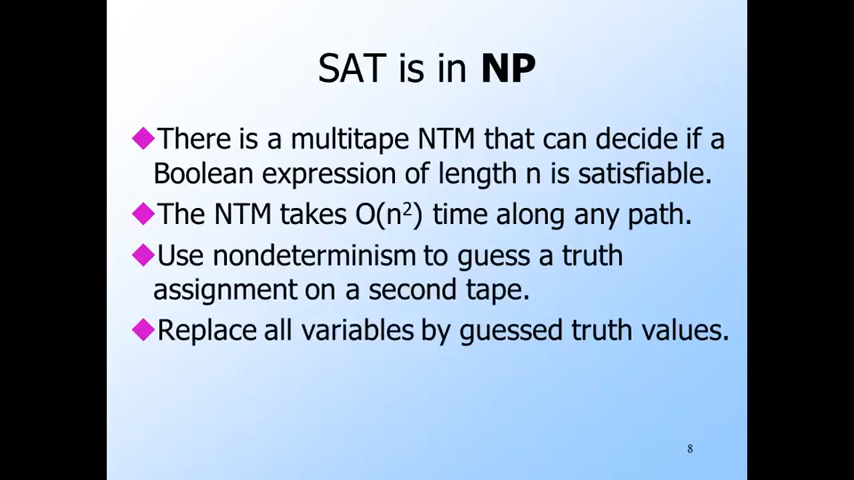 SAT is in NP
There is a multitape NTM that can decide if a
Boolean expression of length n is satisfiable.
The NTM takes O(n²) time along any path.
Use nondeterminism to guess a truth
assignment on a second tape.
Replace all variables by guessed truth values.
8